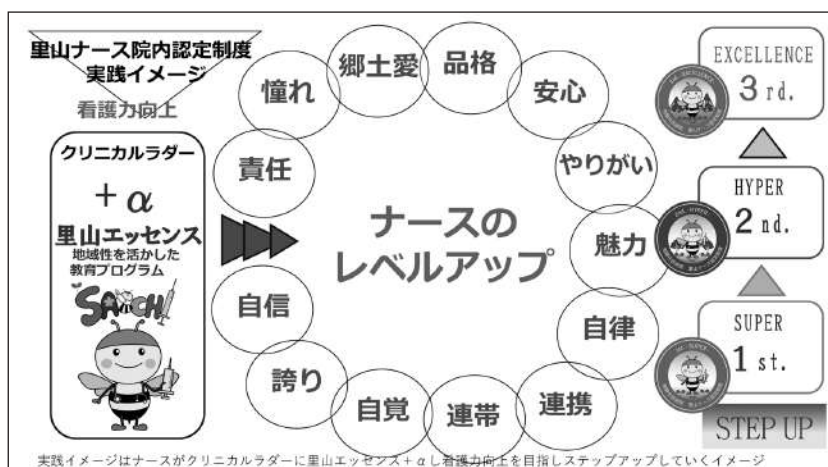 里山ナース院内認定制度
実践イメージ
看護力向上
クリニカルラダー
＋α
里山エッセンス
地域性を活かした
教育プログラム
SATOCHI
ナースの
レベルアップ
郷土愛
品格
安心
やりがい
魅力
自律
連携
連帯
自覚
誇り
自信
責任
憧れ
EXCELLENCE
3 rd.
HYPER
2 nd.
SUPER
1 st.
STEP UP
実践イメージはナースがクリニカルラダーに里山エッセンス＋αし看護力向上を目指しステップアップしていくイメージ